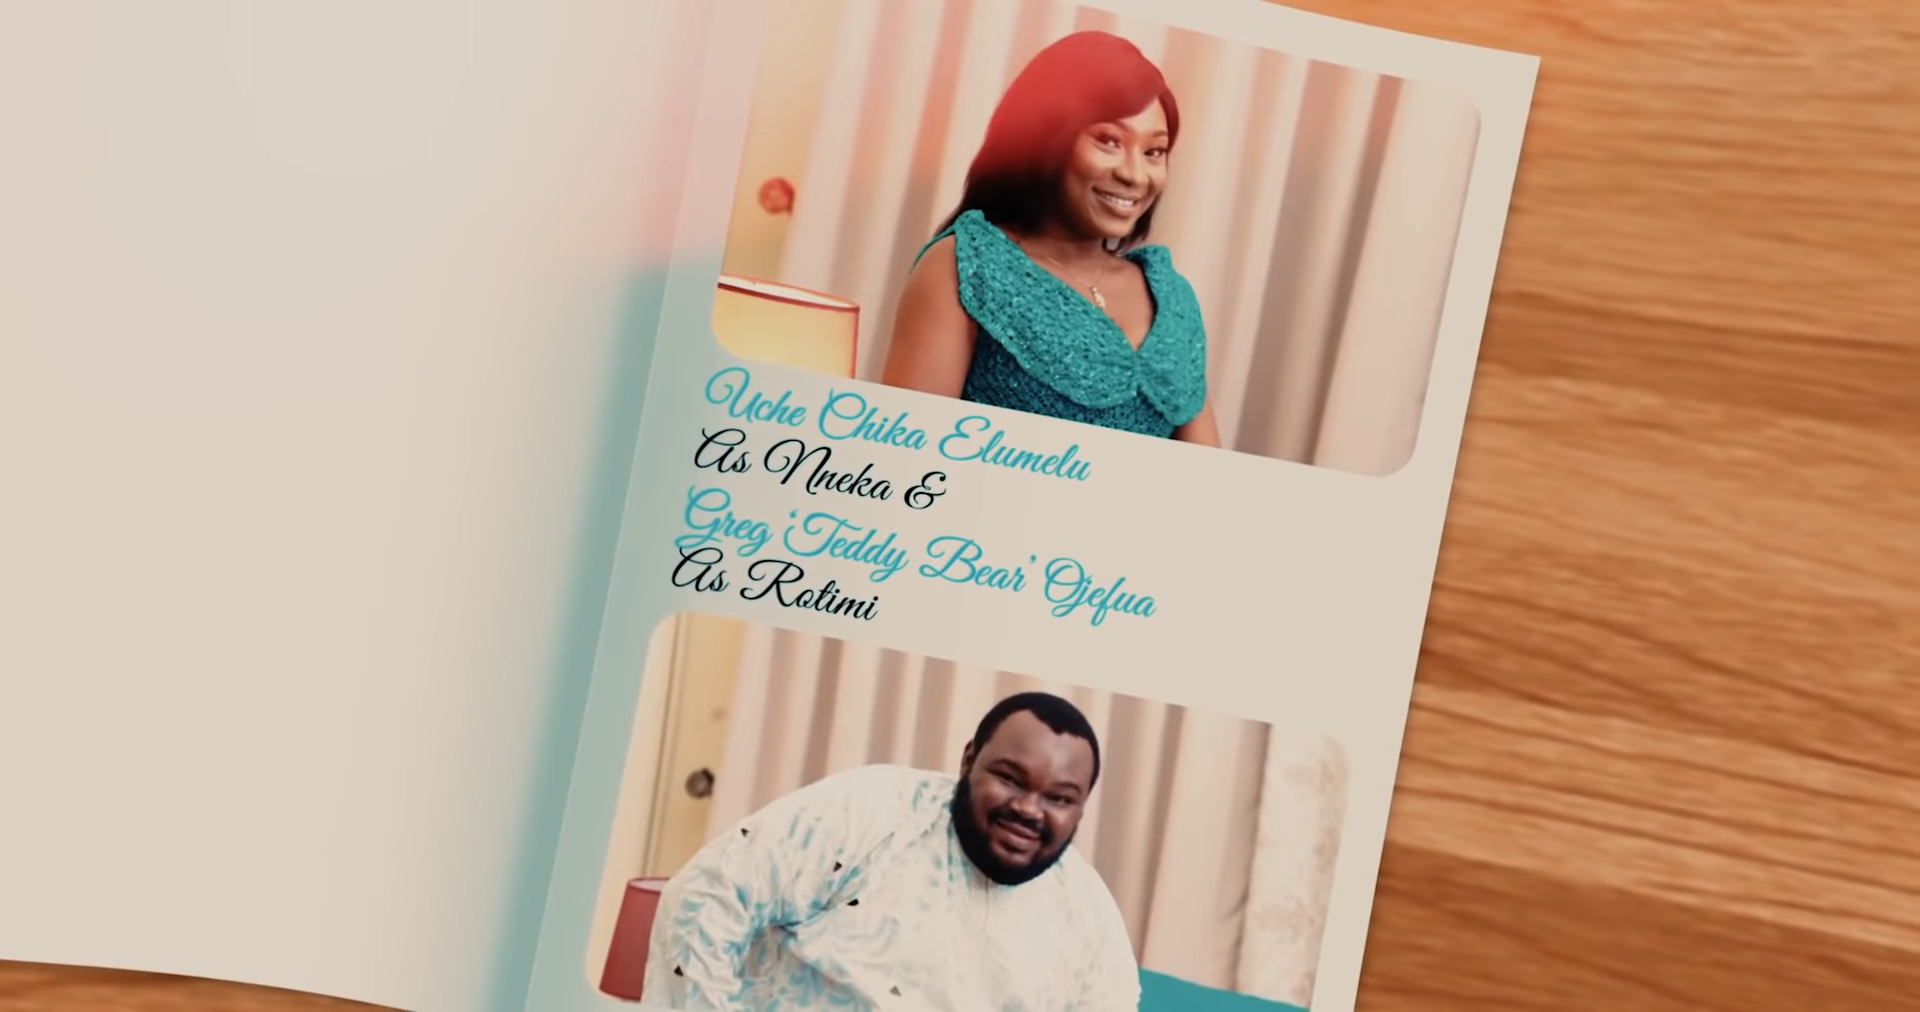 Uche Chika Elumelu
As Nneka &
Greg ‘Teddy Bear’ Ojefua
As Rotimi